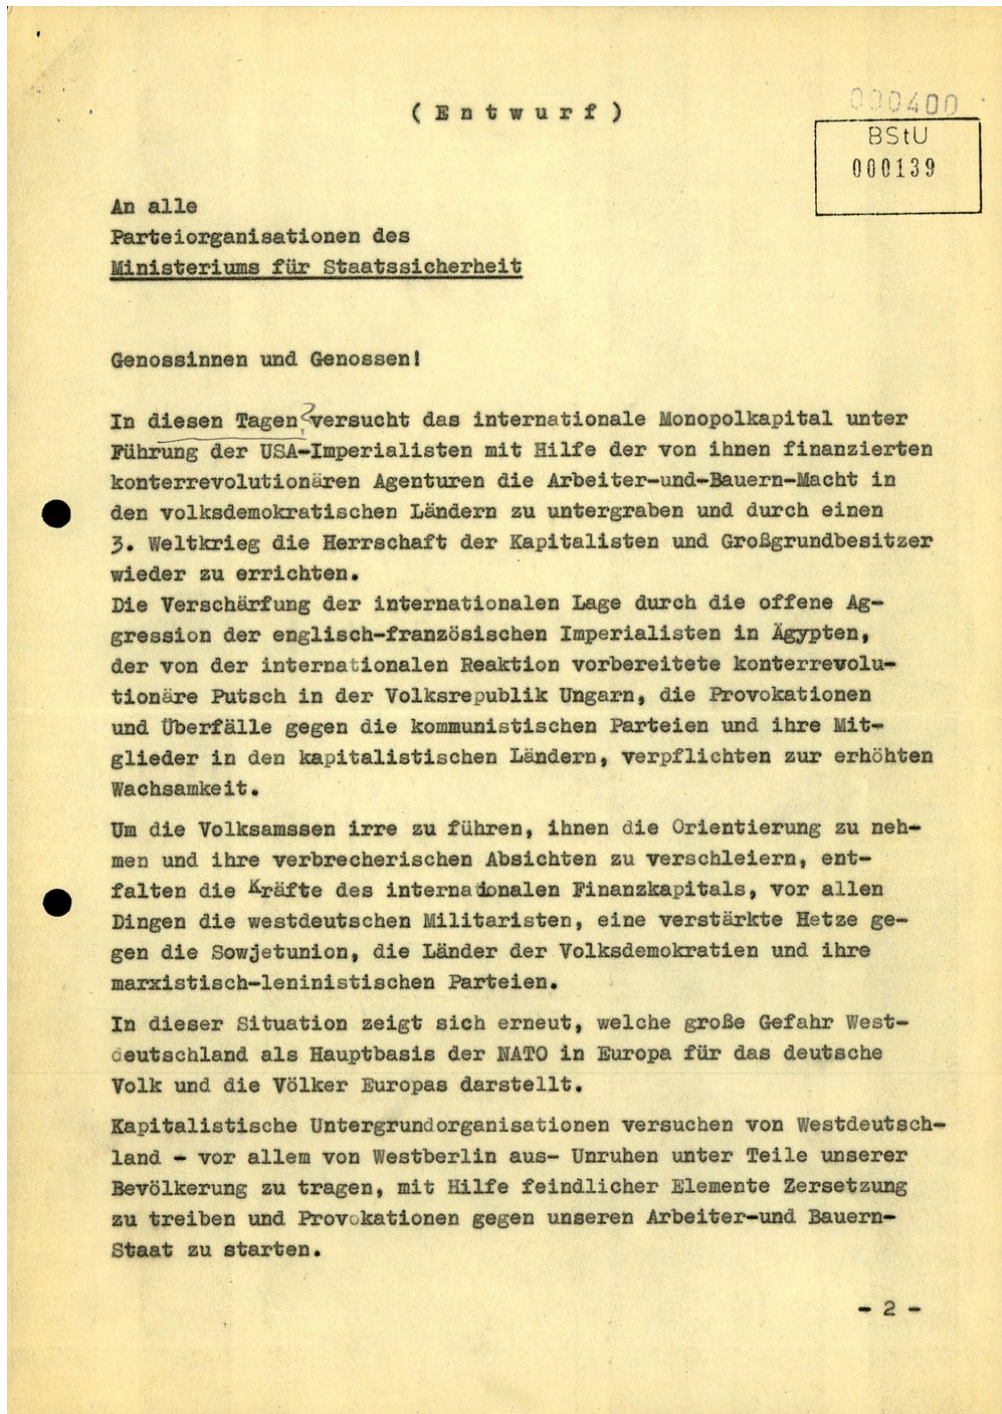 ( E n t w u r f )
000400
BStU
000139
An alle
Parteiorganisationen des
Ministeriums für Staatssicherheit
Genossinnen und Genossen!
In diesen Tagen ? versucht das internationale Monopolkapital unter
Führung der USA-Imperialisten mit Hilfe der von ihnen finanzierten
konterrevolutionären Agenturen die Arbeiter-und-Bauern-Macht in
den volksdemokratischen Ländern zu untergraben und durch einen
3. Weltkrieg die Herrschaft der Kapitalisten und Großgrundbesitzer
wieder zu errichten.
Die Verschärfung der internationalen Lage durch die offene Ag-
gression der englisch-französischen Imperialisten in Ägypten,
der von der internationalen Reaktion vorbereitete konterrevolu-
tionäre Putsch in der Volksrepublik Ungarn, die Provokationen
und Überfälle gegen die kommunistischen Parteien und ihre Mit-
glieder in den kapitalistischen Ländern, verpflichten zur erhöhten
Wachsamkeit.
Um die Volksamssen irre zu führen, ihnen die Orientierung zu neh-
men und ihre verbrecherischen Absichten zu verschleiern, ent-
falten die Kräfte des internationalen Finanzkapitals, vor allen
Dingen die westdeutschen Militaristen, eine verstärkte Hetze ge-
gen die Sowjetunion, die Länder der Volksdemokratien und ihre
marxistisch-leninistischen Parteien.
In dieser Situation zeigt sich erneut, welche große Gefahr West-
deutschland als Hauptbasis der NATO in Europa für das deutsche
Volk und die Völker Europas darstellt.
Kapitalistische Untergrundorganisationen versuchen von Westdeutsch-
land - vor allem von Westberlin aus- Unruhen unter Teile unserer
Bevölkerung zu tragen, mit Hilfe feindlicher Elemente Zersetzung
zu treiben und Provokationen gegen unseren Arbeiter-und Bauern-
Staat zu starten.
- 2 -